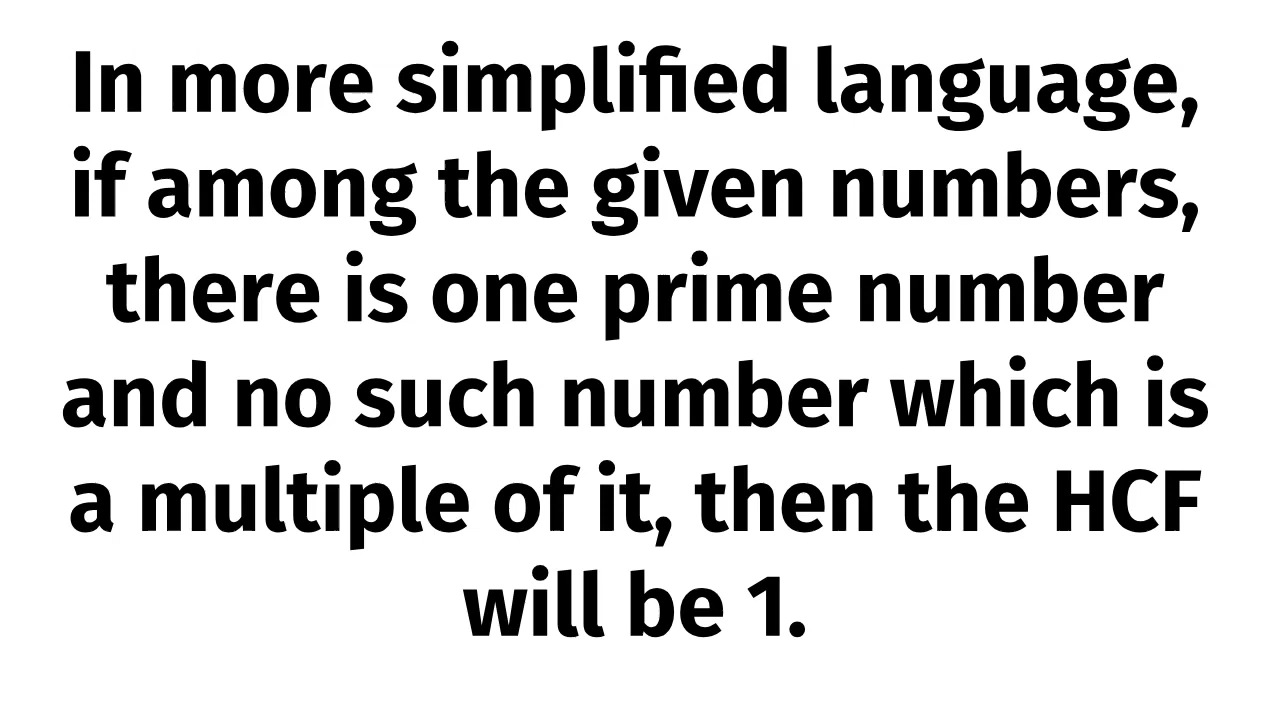 In more simplified language,
if among the given numbers,
there is one prime number
and no such number which is
a multiple of it, then the HCF
will be 1.